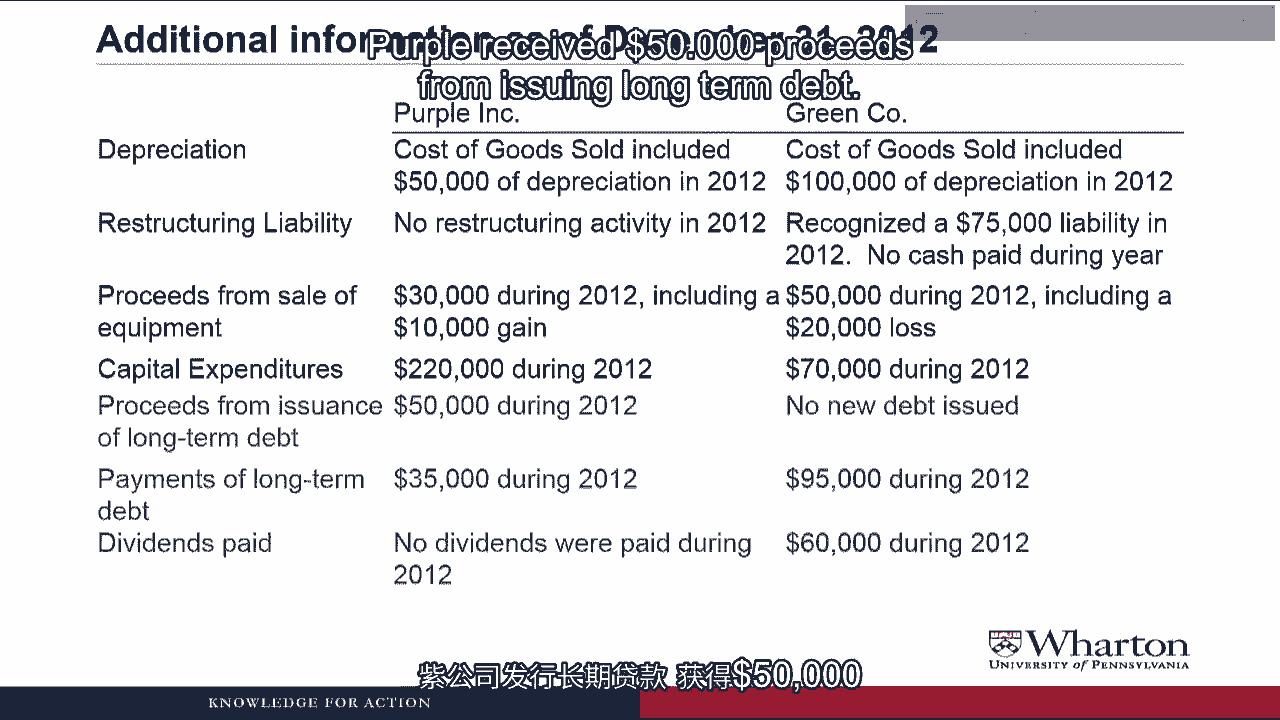 Additional information as of December 31, 2012
Purple received $50.000 proceeds
from issuing long term debt.
Purple Inc. Green Co.
Depreciation Cost of Goods Sold included Cost of Goods Sold included
$50,000 of depreciation in 2012 $100,000 of depreciation in 2012
Restructuring Liability No restructuring activity in 2012 Recognized a $75,000 liability in
2012. No cash paid during year
Proceeds from sale of $30,000 during 2012, including a $50,000 during 2012, including a
equipment $10,000 gain $20,000 loss
Capital Expenditures $220,000 during 2012 $70,000 during 2012
Proceeds from issuance $50,000 during 2012 No new debt issued
of long-term debt
Payments of long-term $35,000 during 2012 $95,000 during 2012
debt
Dividends paid No dividends were paid during $60,000 during 2012
2012
Wharton
UNIVERSITY of PENNSYLVANIA
紫公司发行长期贷款 获得$50,000
KNOWLEDGE FOR ACTION